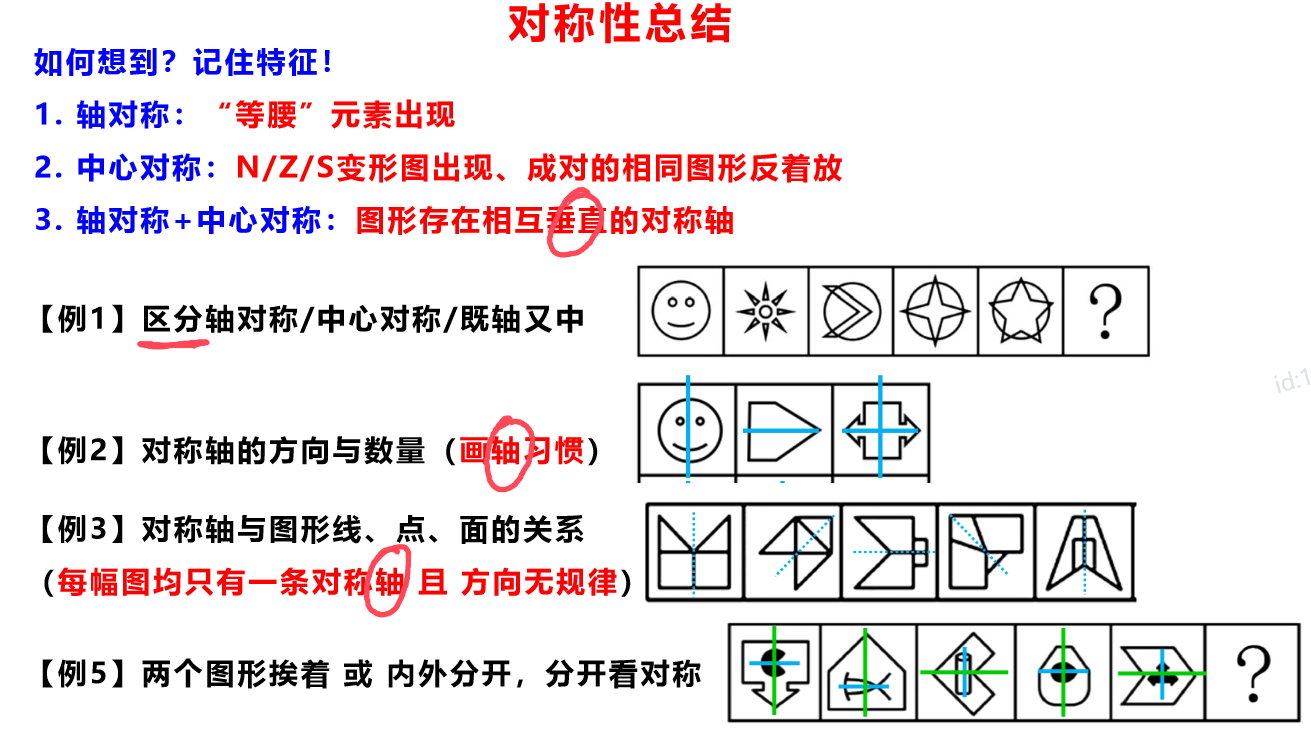 对称性总结
如何想到？记住特征！
1. 轴对称：“等腰”元素出现
2. 中心对称：N/Z/S变形图出现、成对的相同图形反着放
3. 轴对称+中心对称：图形存在相互垂直的对称轴
【例1】区分轴对称/中心对称/既轴又中
?
id:1
【例2】对称轴的方向与数量（画轴习惯）
【例3】对称轴与图形线、点、面的关系
（每幅图均只有一条对称轴 且 方向无规律）
【例5】两个图形挨着 或 内外分开，分开看对称
?